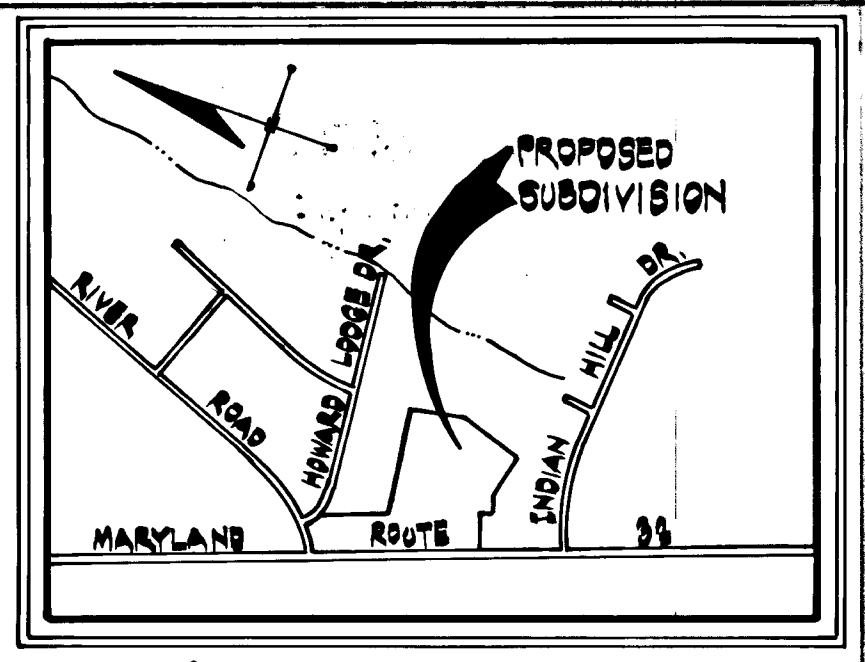 PROPOSED
SUBDIVISION
RIVER
ROAD
HOWARD LODGE DR.
INDIAN HILL DR.
MARYLAND ROUTE 32